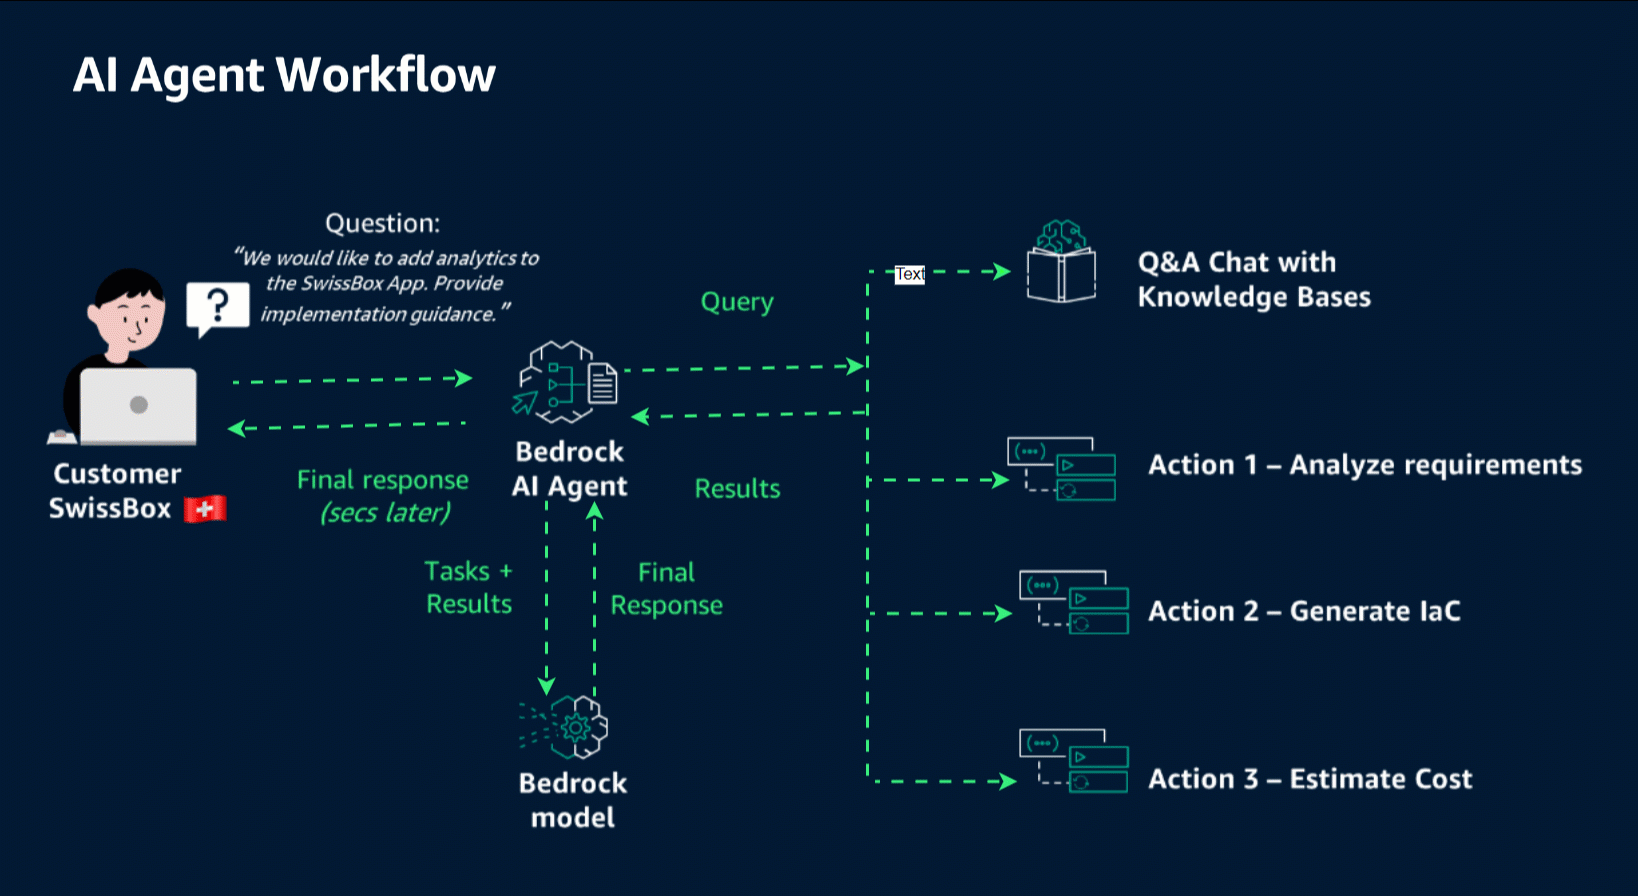 AI Agent Workflow
Question:
“We would like to add analytics to
the SwissBox App. Provide
implementation guidance.”
?
Customer
SwissBox
Final response
(secs later)
Bedrock
AI Agent
Query
Results
Tasks +
Results
Final
Response
Bedrock
model
Text
Q&A Chat with
Knowledge Bases
(•••)
Action 1 – Analyze requirements
(•••)
Action 2 – Generate IaC
(•••)
Action 3 – Estimate Cost